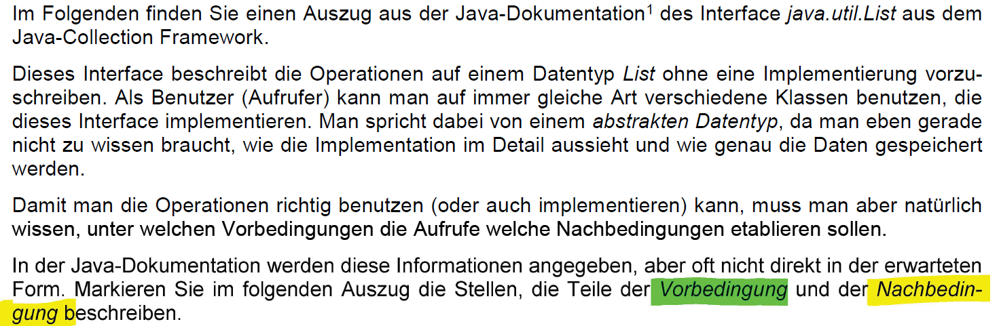 Im Folgenden finden Sie einen Auszug aus der Java-Dokumentation¹ des Interface java.util.List aus dem
Java-Collection Framework.
Dieses Interface beschreibt die Operationen auf einem Datentyp List ohne eine Implementierung vorzu-
schreiben. Als Benutzer (Aufrufer) kann man auf immer gleiche Art verschiedene Klassen benutzen, die
dieses Interface implementieren. Man spricht dabei von einem abstrakten Datentyp, da man eben gerade
nicht zu wissen braucht, wie die Implementation im Detail aussieht und wie genau die Daten gespeichert
werden.
Damit man die Operationen richtig benutzen (oder auch implementieren) kann, muss man aber natürlich
wissen, unter welchen Vorbedingungen die Aufrufe welche Nachbedingungen etablieren sollen.
In der Java-Dokumentation werden diese Informationen angegeben, aber oft nicht direkt in der erwarteten
Form. Markieren Sie im folgenden Auszug die Stellen, die Teile der Vorbedingung und der Nachbedin-
gung beschreiben.